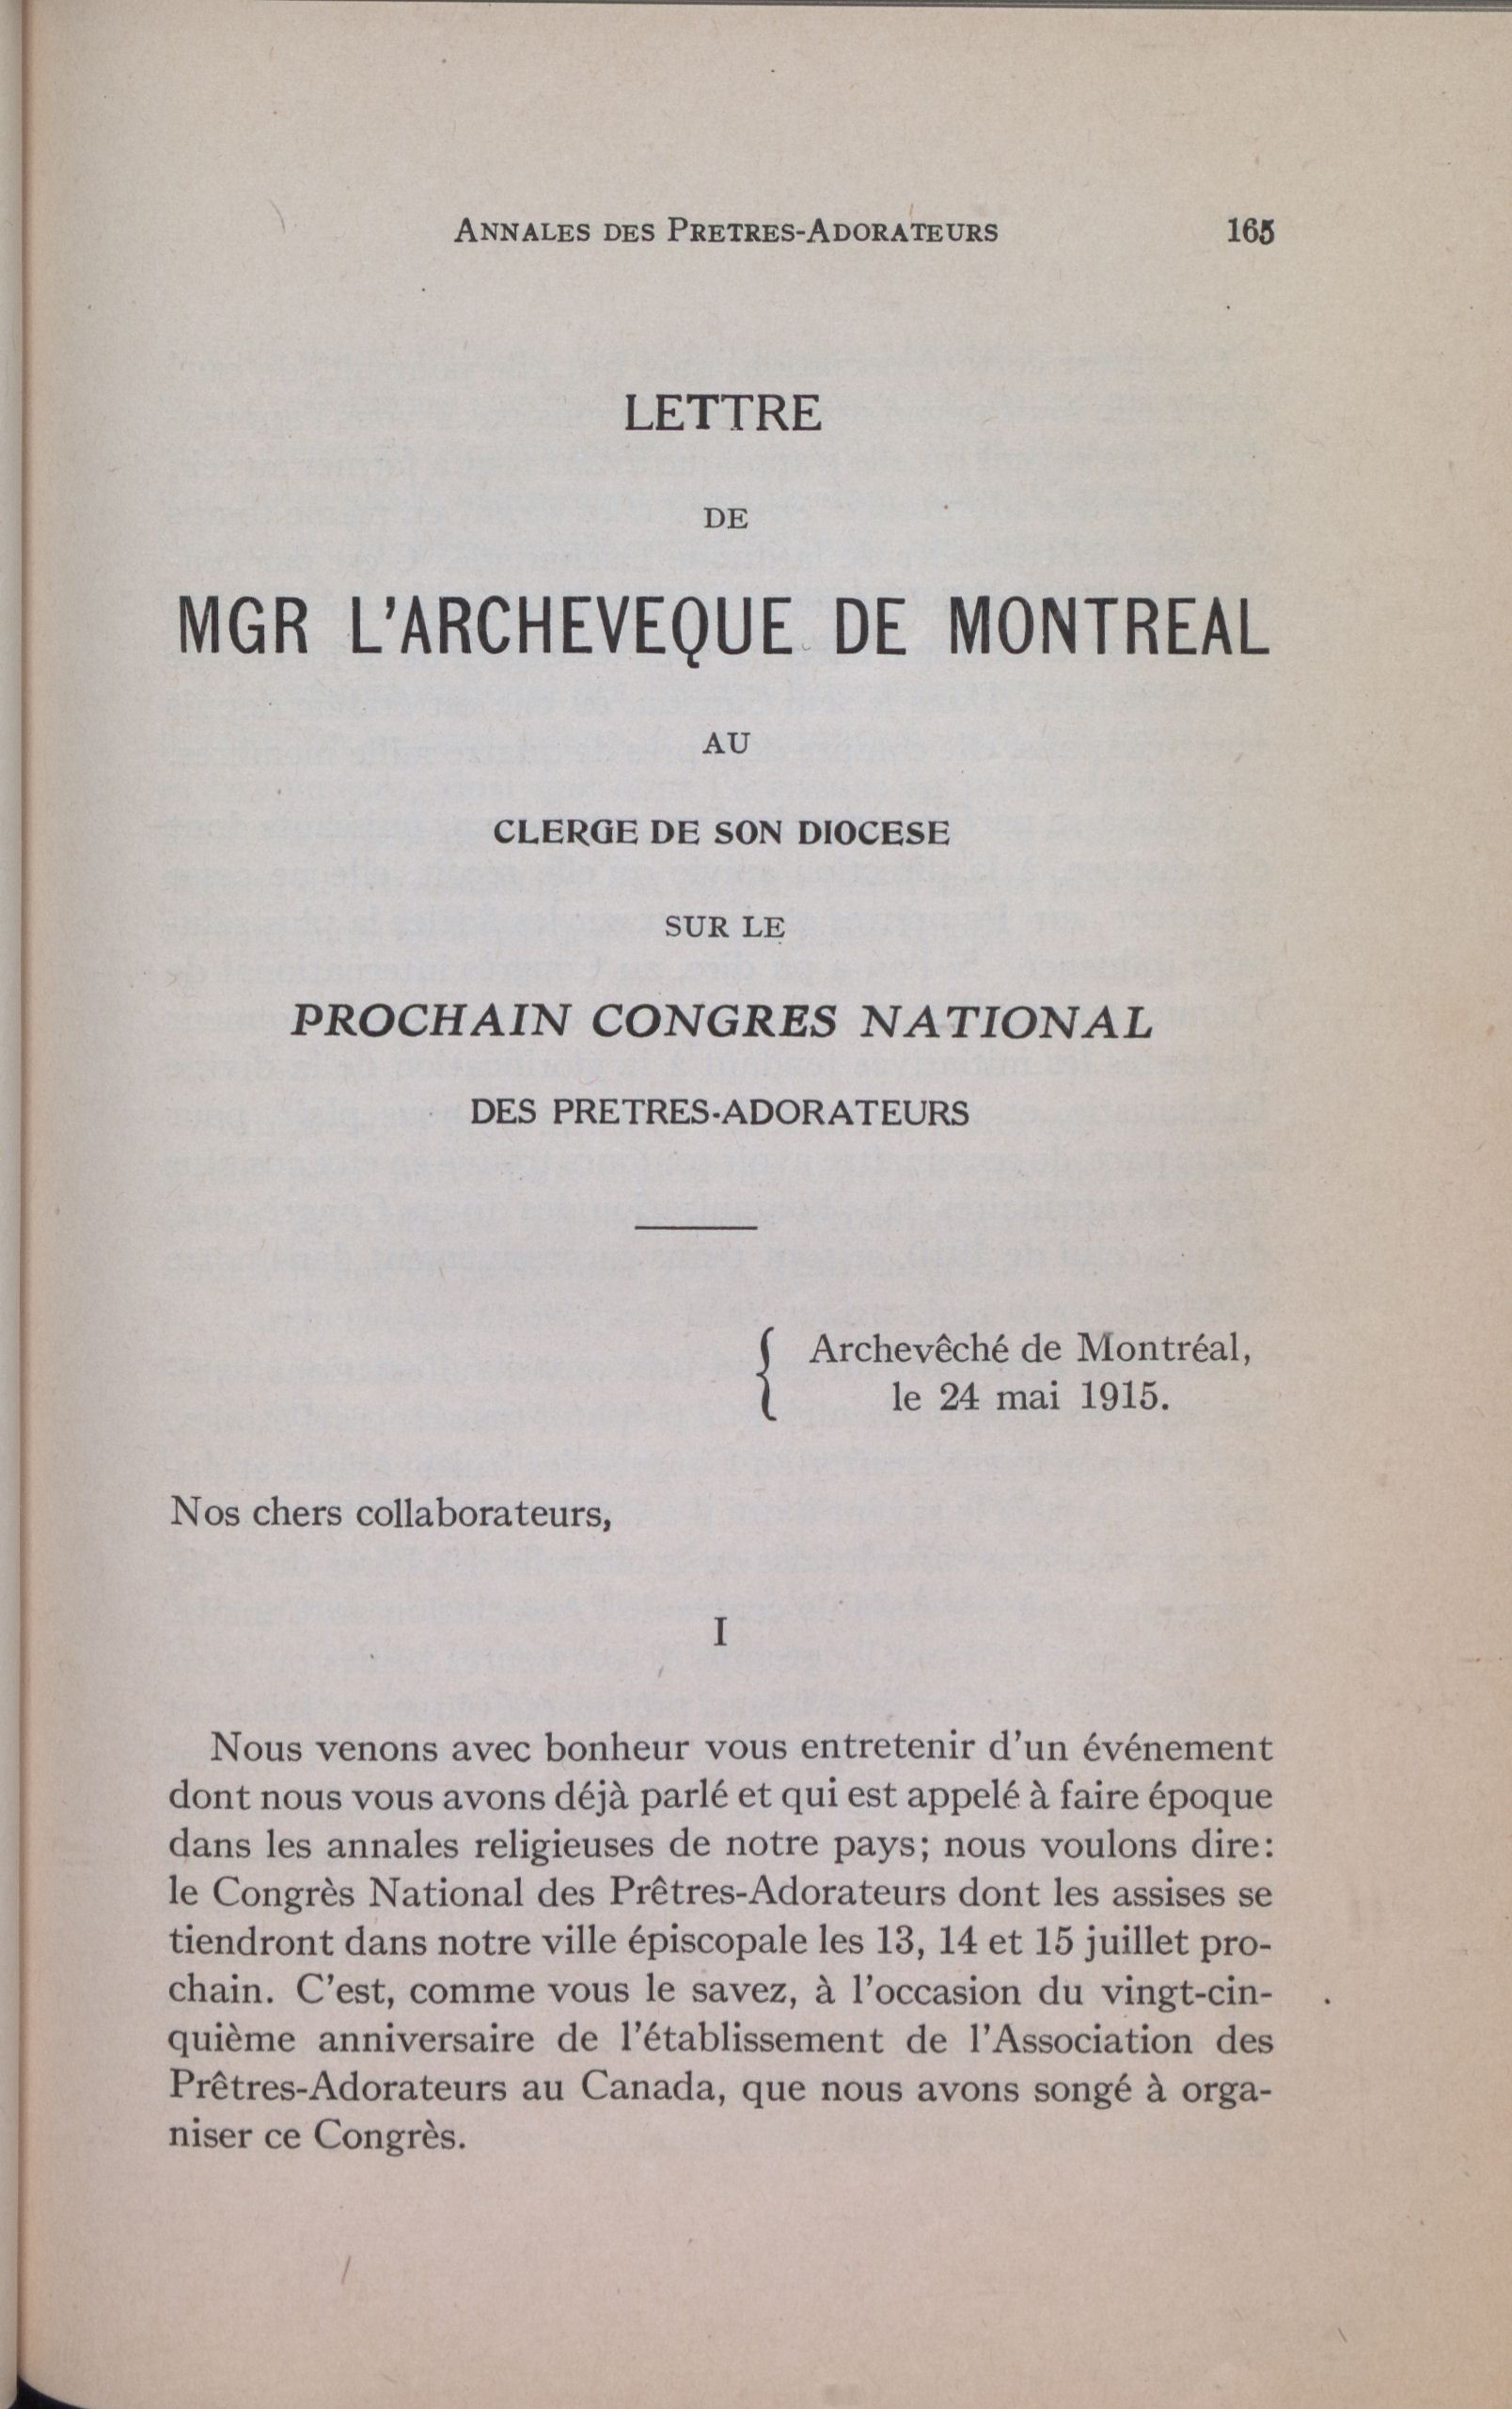 ANNALES DES PRETRES-ADORATEURS 165
LETTRE
DE
MGR L'ARCHEVEQUE DE MONTREAL
AU
CLERGE DE SON DIOCESE
SUR LE
PROCHAIN CONGRES NATIONAL
DES PRETRES-ADORATEURS
Archevêché de Montréal,
le 24 mai 1915.
Nos chers collaborateurs,
I
Nous venons avec bonheur vous entretenir d'un événement
dont nous vous avons déjà parlé et qui est appelé à faire époque
dans les annales religieuses de notre pays; nous voulons dire:
le Congrès National des Prêtres-Adorateurs dont les assises se
tiendront dans notre ville épiscopale les 13, 14 et 15 juillet pro-
chain. C'est, comme vous le savez, à l'occasion du vingt-cin-
quième anniversaire de l'établissement de l'Association des
Prêtres-Adorateurs au Canada, que nous avons songé à orga-
niser ce Congrès.